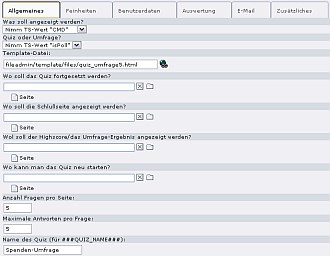 Allgemeines Feinheiten Benutzerdaten Auswertung E-Mail Zusätzliches
Was soll angezeigt werden?
Nimm TS-Wert "CMD"
Quiz oder Umfrage?
Nimm TS-Wert "isPoll"
Template-Datei:
fileadmin/template/files/quiz_umfrage5.html
Wo soll das Quiz fortgesetzt werden?
Seite
Wo soll die Schlußseite angezeigt werden?
Seite
Wol soll der Highscore/das Umfrage-Ergebnis angezeigt werden?
Seite
Wo kann man das Quiz neu starten?
Seite
Anzahl Fragen pro Seite:
5
Maximale Antworten pro Frage:
5
Name des Quiz (für ###QUIZ_NAME###):
Spenden-Umfrage